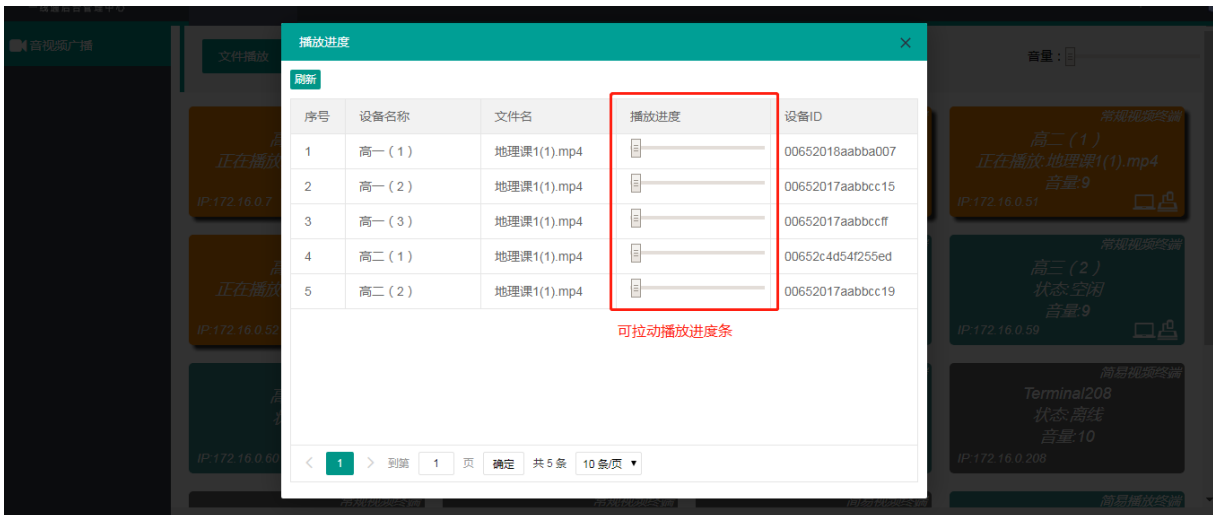 音视频广播
文件播放
音量：
播放进度
刷新
序号 设备名称 文件名 播放进度 设备ID
1 高一（1） 地理课1(1).mp4 00652018aabba007
2 高一（2） 地理课1(1).mp4 00652017aabbcc15
3 高一（3） 地理课1(1).mp4 00652017aabbccff
4 高二（1） 地理课1(1).mp4 00652c4d54f255ed
5 高二（2） 地理课1(1).mp4 00652017aabbcc19
可拉动播放进度条
1 到第 1 页 确定 共5条 10条/页
正在播放
IP:172.16.0.7
常规视频终端
高二（1）
正在播放:地理课1(1).mp4
音量:9
IP:172.16.0.51
正在播放
IP:172.16.0.52
常规视频终端
高三（2）
状态:空闲
音量:9
IP:172.16.0.59
IP:172.16.0.60
简易视频终端
Terminal208
状态:离线
音量:10
IP:172.16.0.208
简易播放终端